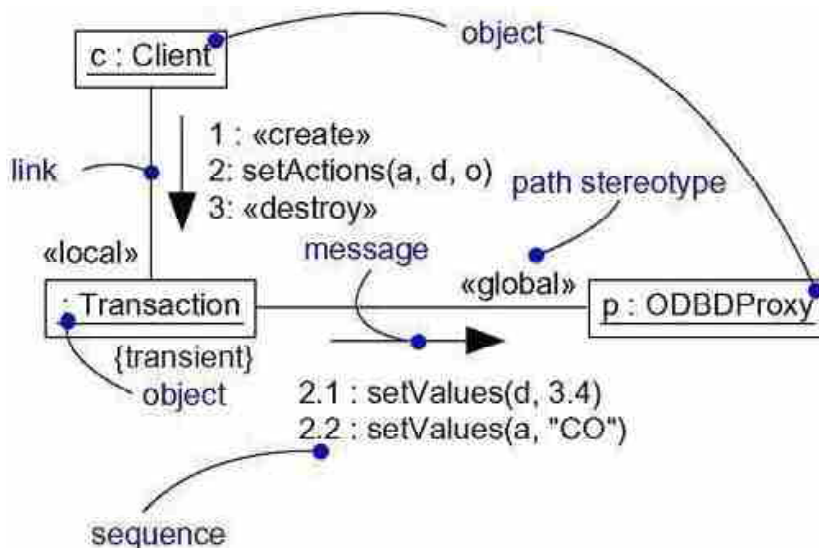 object
c : Client
1 : «create»
2: setActions(a, d, o)
3: «destroy»
link
path stereotype
«local»
message
«global»
: Transaction
p : ODBDProxy
{transient}
object
2.1 : setValues(d, 3.4)
2.2 : setValues(a, "CO")
sequence